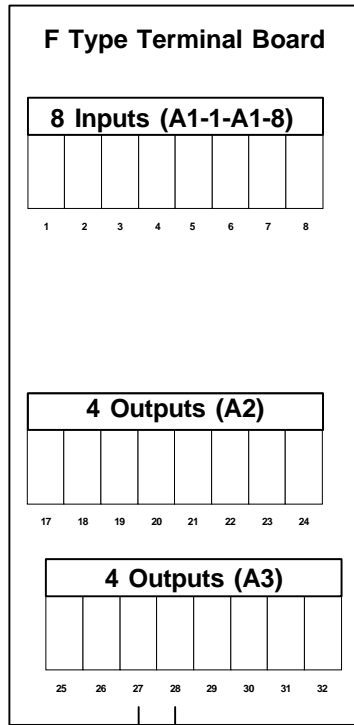 F Type Terminal Board
8 Inputs (A1-1-A1-8)
1 2 3 4 5 6 7 8
4 Outputs (A2)
17 18 19 20 21 22 23 24
4 Outputs (A3)
25 26 27 28 29 30 31 32